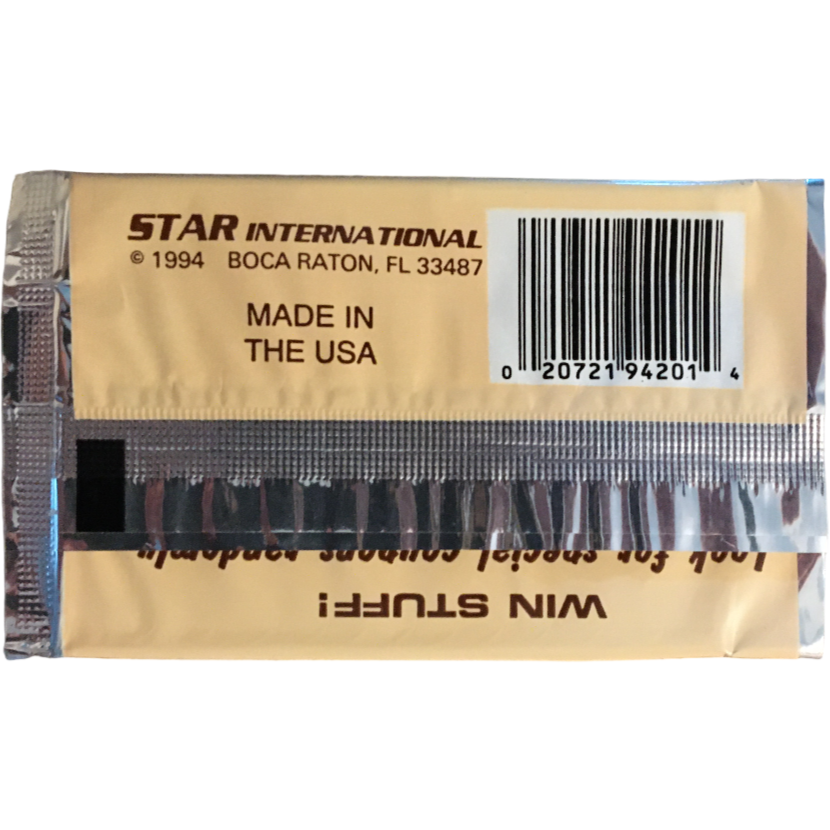 STAR INTERNATIONAL
© 1994 BOCA RATON, FL 33487
MADE IN
THE USA
0 20721 94201 4
WIN STUFF!
Look for special coupons randomly